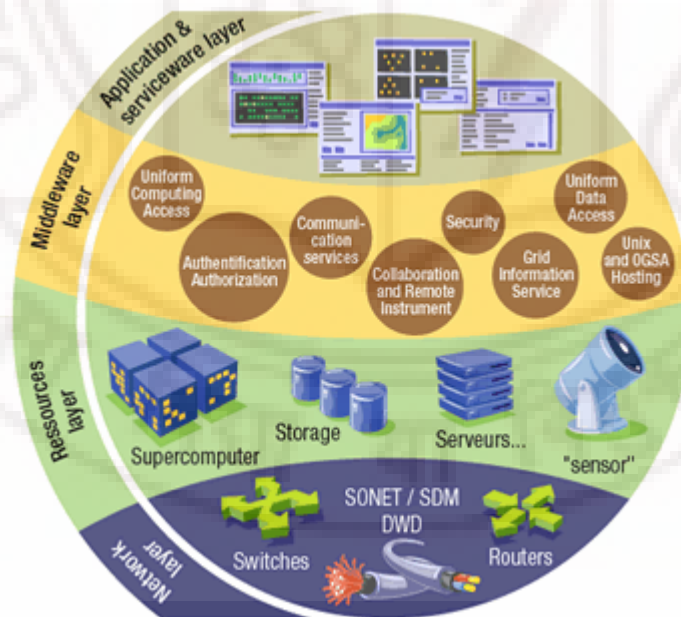 Application &
serviceware layer
Middleware
layer
Uniform
Computing
Access
Authentification
Authorization
Communi-
cation
services
Collaboration
and Remote
Instrument
Security
Grid
Information
Service
Uniform
Data
Access
Unix
and OGSA
Hosting
Ressources
layer
Supercomputer
Storage
Serveurs...
"sensor"
Network
layer
Switches
SONET / SDM
DWD
Routers